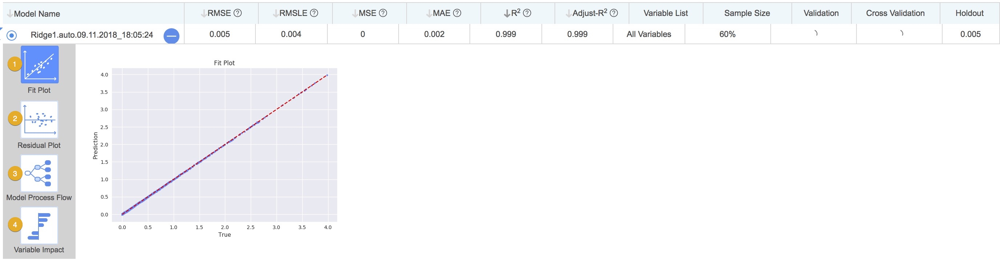 Model Name RMSE ? RMSLE ? MSE ? MAE ? R² ? Adjust-R² ? Variable List Sample Size Validation Cross Validation Holdout
Ridge1.auto.09.11.2018_18:05:24 0.005 0.004 0 0.002 0.999 0.999 All Variables 60% 0.005
1
Fit Plot
2
Residual Plot
3
Model Process Flow
4
Variable Impact
Fit Plot
4.0
3.5
3.0
2.5
2.0
1.5
1.0
0.5
0.0
Prediction
0.0 0.5 1.0 1.5 2.0 2.5 3.0 3.5 4.0
True